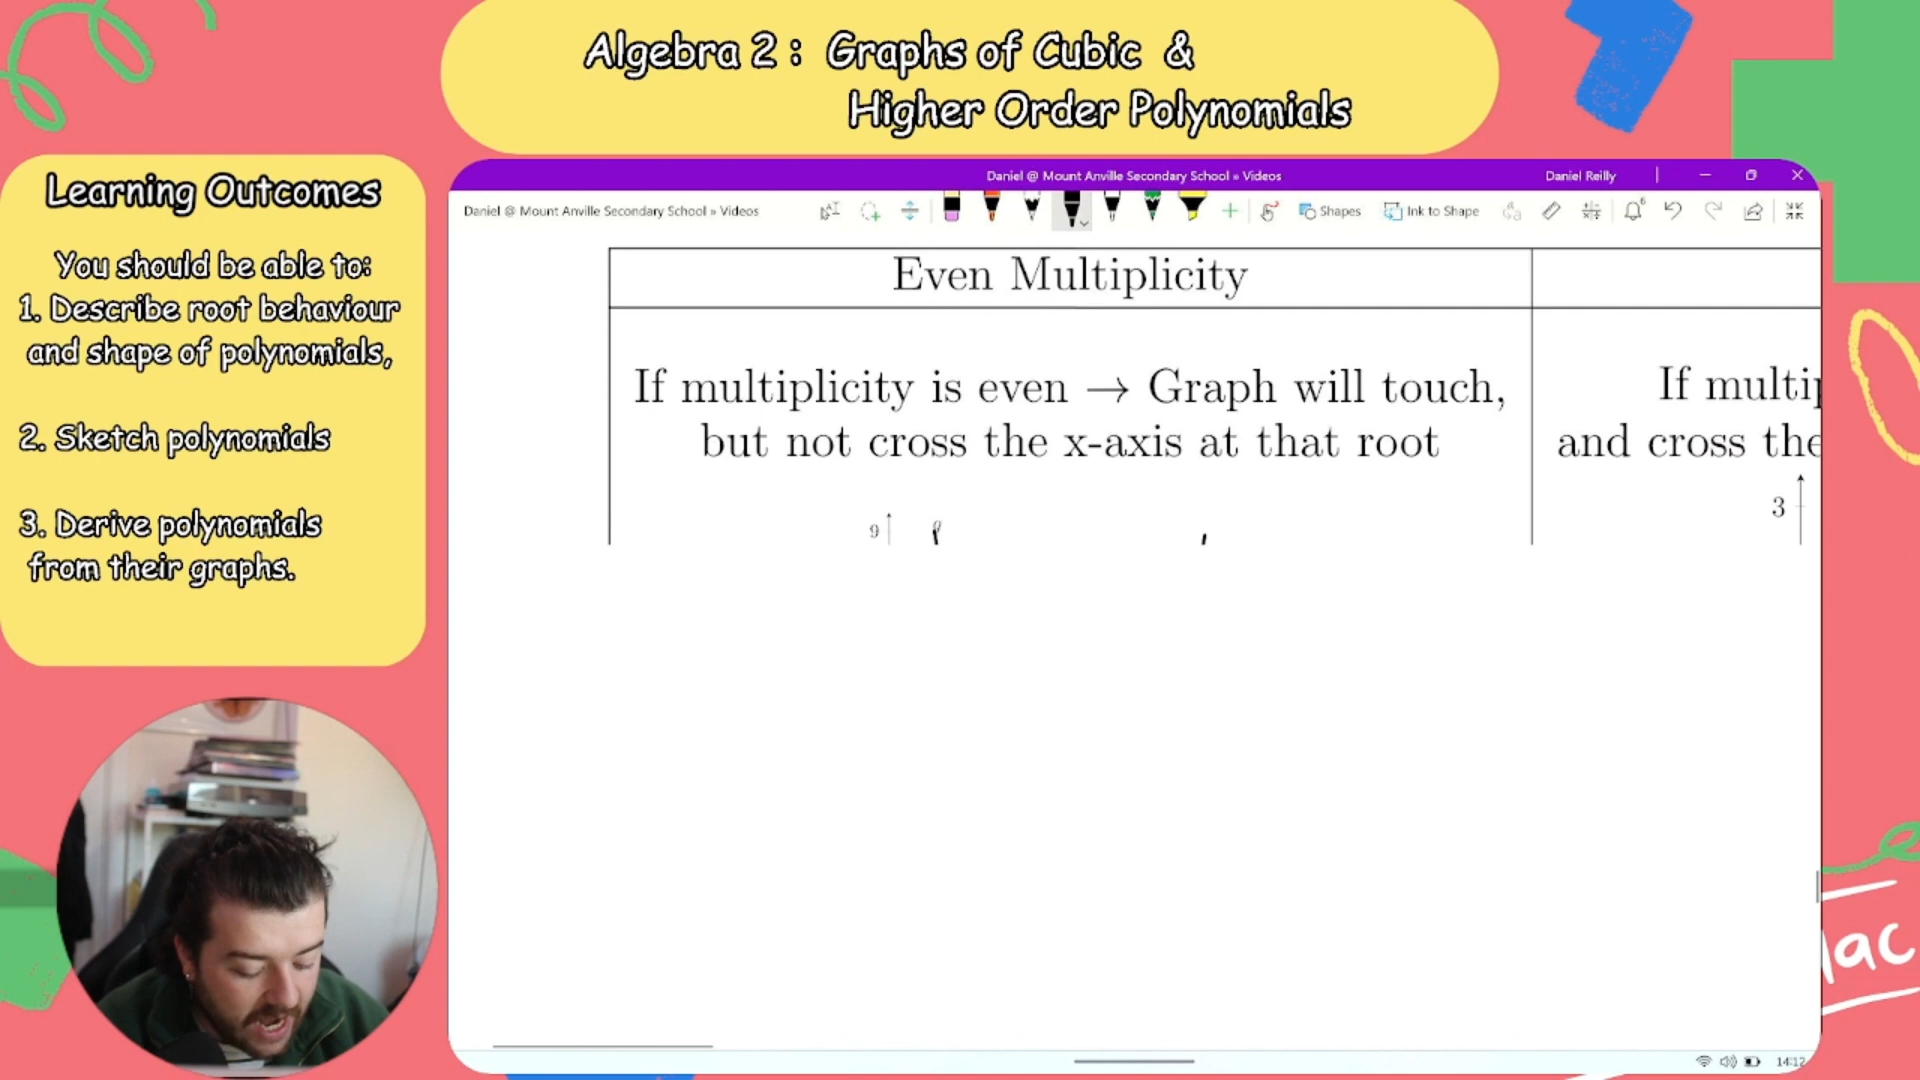 Algebra 2 : Graphs of Cubic &
Higher Order Polynomials
Learning Outcomes
You should be able to:
1. Describe root behaviour
and shape of polynomials,
2. Sketch polynomials
3. Derive polynomials
from their graphs.
Daniel @ Mount Anville Secondary School » Videos
Daniel Reilly
Daniel @ Mount Anville Secondary School » Videos
Shapes
Ink to Shape
6
Even Multiplicity
If multiplicity is even → Graph will touch,
but not cross the x-axis at that root
If multip
and cross the
9
3
14:12